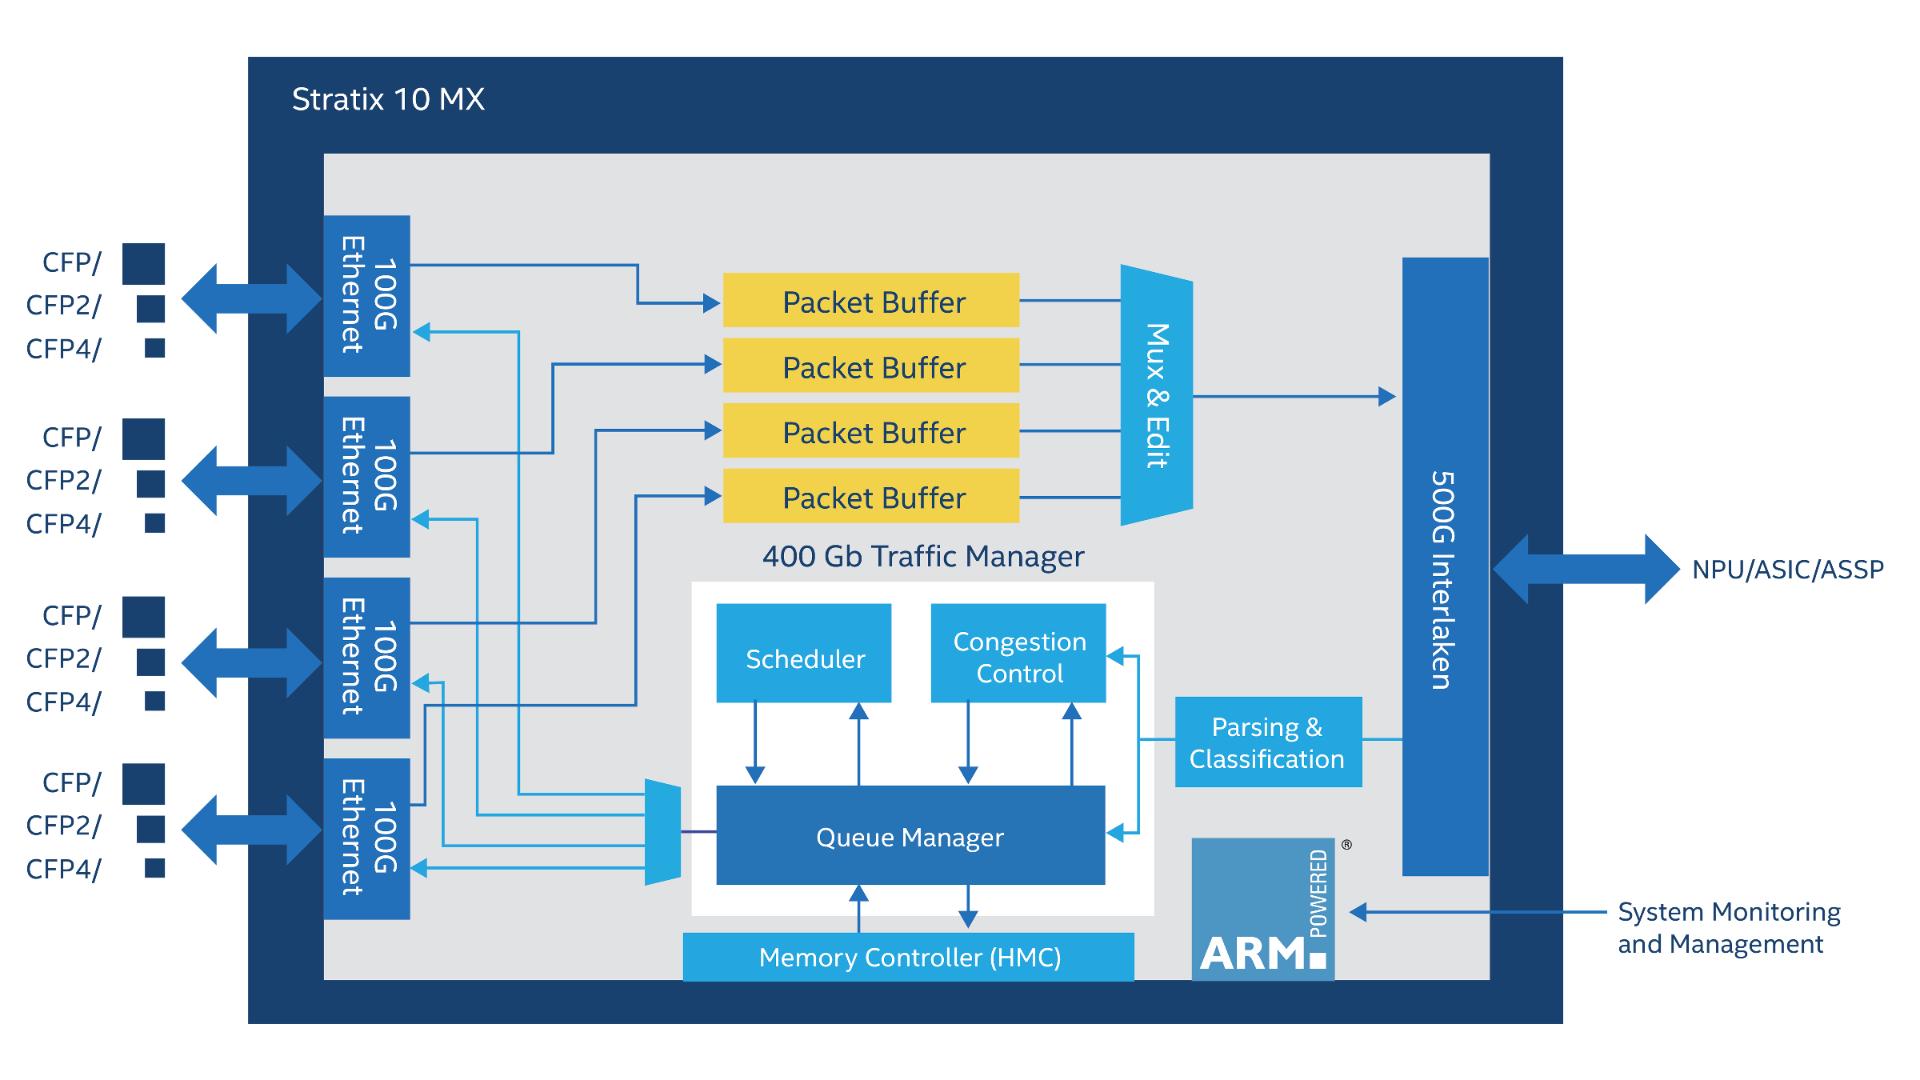 Stratix 10 MX
CFP/
CFP2/
CFP4/
CFP/
CFP2/
CFP4/
CFP/
CFP2/
CFP4/
CFP/
CFP2/
CFP4/
100G
Ethernet
100G
Ethernet
100G
Ethernet
100G
Ethernet
Packet Buffer
Packet Buffer
Packet Buffer
Packet Buffer
Mux & Edit
400 Gb Traffic Manager
Scheduler
Congestion
Control
Queue Manager
Memory Controller (HMC)
Parsing &
Classification
500G Interlaken
NPU/ASIC/ASSP
ARM POWERED ®
System Monitoring
and Management